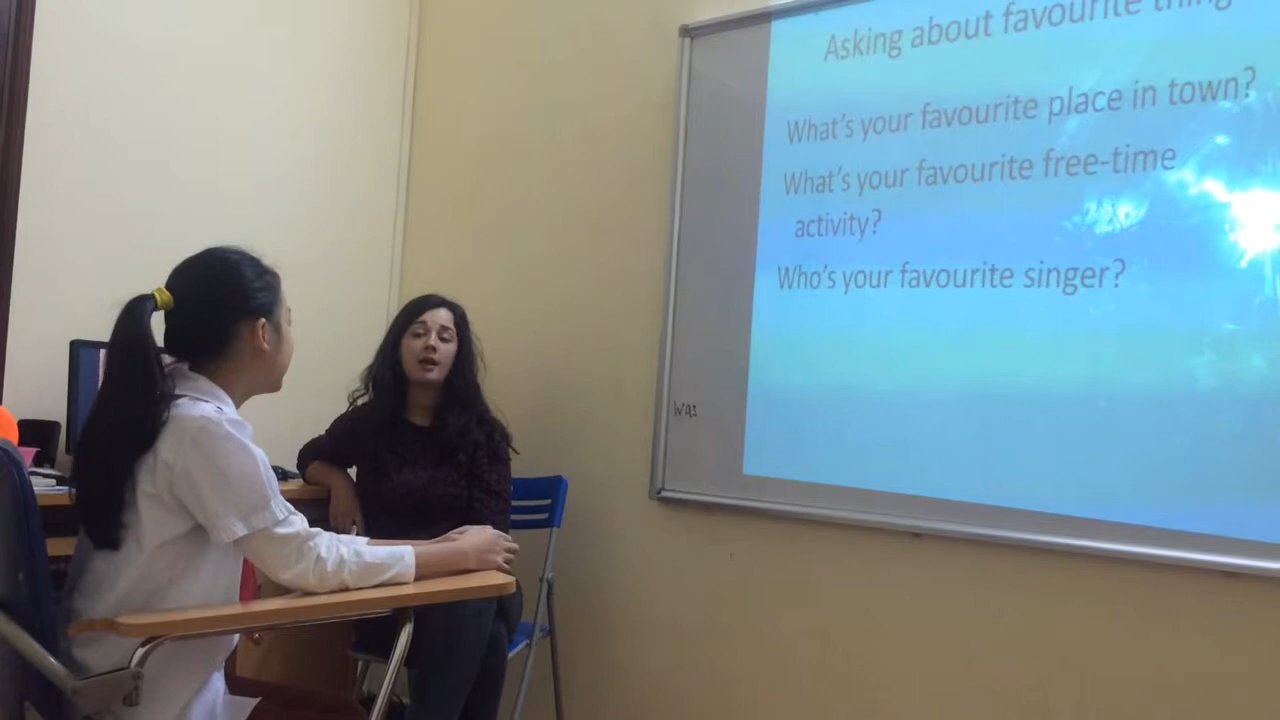 Asking about favourite thing
What's your favourite place in town?
What's your favourite free-time
activity?
Who's your favourite singer?
was